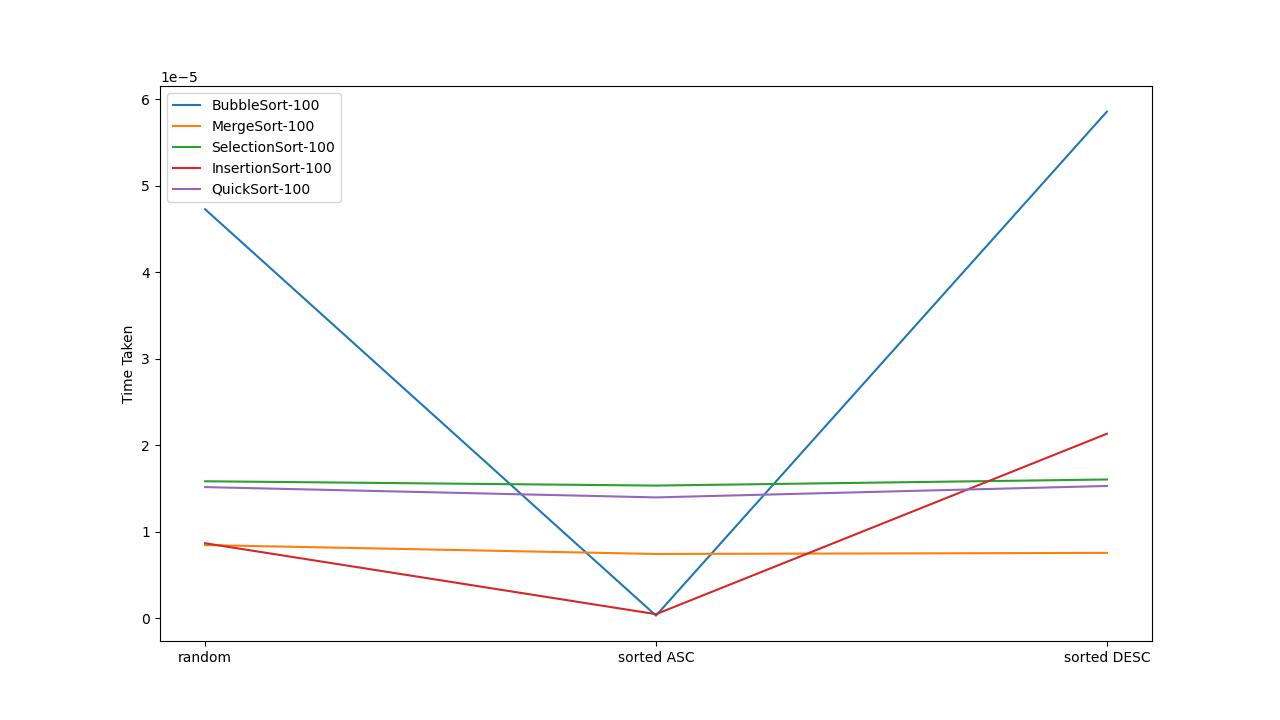 1e−5
6
5
4
3
2
1
0
Time Taken
BubbleSort-100
MergeSort-100
SelectionSort-100
InsertionSort-100
QuickSort-100
random
sorted ASC
sorted DESC